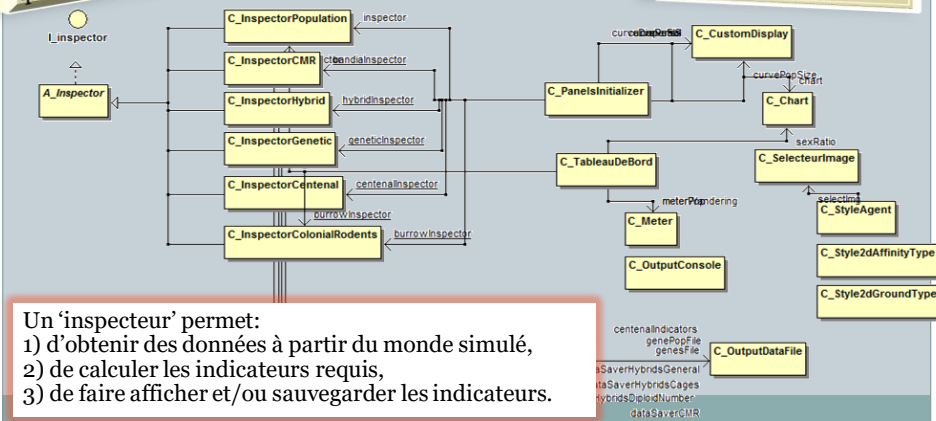 I_inspector
A_Inspector
C_InspectorPopulation
inspector
C_InspectorCMR
bandiaInspector
C_InspectorHybrid
hybridInspector
C_InspectorGenetic
geneticInspector
C_InspectorCentenal
centenalInspector
burrowInspector
C_InspectorColonialRodents
burrowInspector
C_PanelsInitializer
C_TableauDeBord
C_CustomDisplay
curvePopSize
chart
C_Chart
sexRatio
C_SelecteurImage
selectImg
C_StyleAgent
C_Style2dAffinityType
C_Style2dGroundType
C_Meter
C_OutputConsole
Un ‘inspecteur’ permet:
1) d’obtenir des données à partir du monde simulé,
2) de calculer les indicateurs requis,
3) de faire afficher et/ou sauvegarder les indicateurs.
centenalIndicators
genePopFile
genesFile
C_OutputDataFile
aSaverHybridsGeneral
taSaverHybridsCages
HybridsDiploidNumber
dataSaverCMR